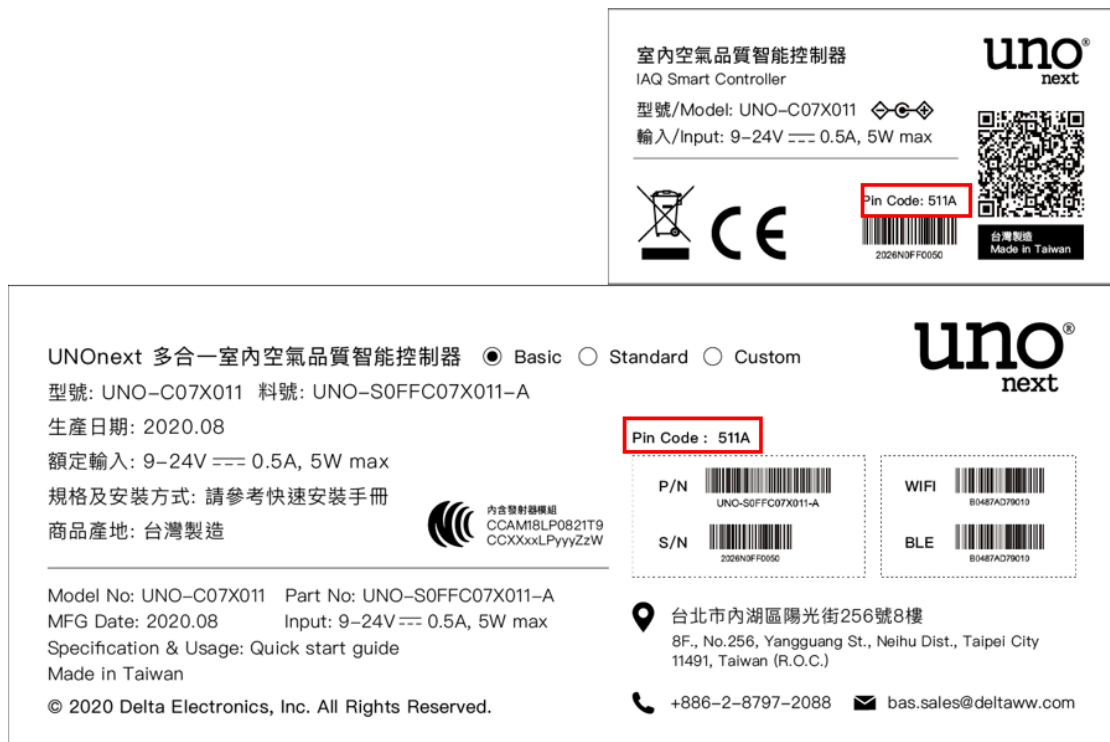 室內空氣品質智能控制器
IAQ Smart Controller
型號/Model: UNO-C07X011
輸入/Input: 9-24V 0.5A, 5W max
uno®
next
CE
Pin Code: 511A
2026N0FF0050
台灣製造
Made in Taiwan
UNOnext 多合一室內空氣品質智能控制器 Basic Standard Custom
型號: UNO-C07X011 料號: UNO-S0FFC07X011-A
生產日期: 2020.08
額定輸入: 9-24V 0.5A, 5W max
規格及安裝方式: 請參考快速安裝手冊
商品產地: 台灣製造
內含發射器模組
CCAM18LP0821T9
CCXXxxLPyyyZzW
Model No: UNO-C07X011 Part No: UNO-S0FFC07X011-A
MFG Date: 2020.08 Input: 9-24V 0.5A, 5W max
Specification & Usage: Quick start guide
Made in Taiwan
© 2020 Delta Electronics, Inc. All Rights Reserved.
uno®
next
Pin Code : 511A
P/N
UNO-S0FFC07X011-A
S/N
2026N0FF0050
WIFI
B0487AD79010
BLE
B0487AD79010
台北市內湖區陽光街256號8樓
8F., No.256, Yangguang St., Neihu Dist., Taipei City
11491, Taiwan (R.O.C.)
+886-2-8797-2088 bas.sales@deltaww.com